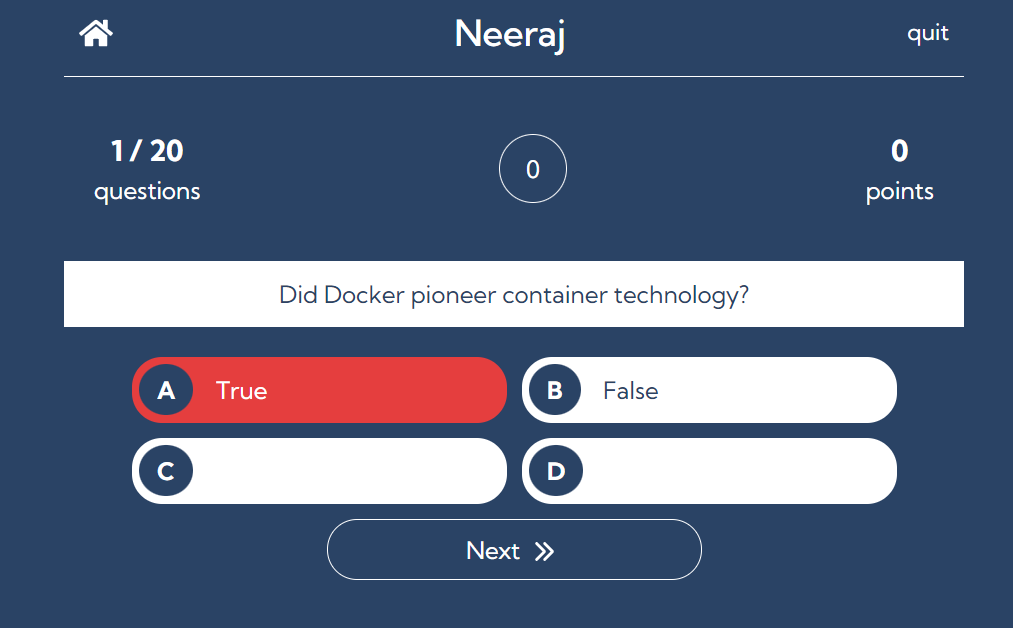 Neeraj
quit
1 / 20
questions
0
0
points
Did Docker pioneer container technology?
A True
B False
C
D
Next